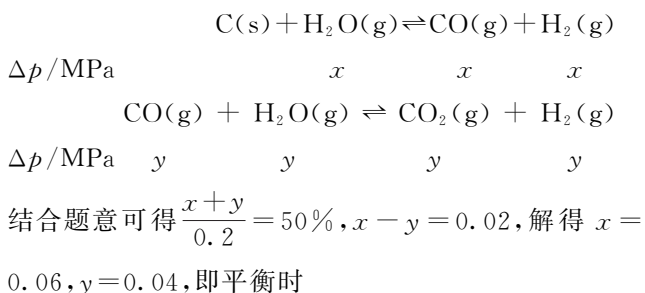 C(s)+H₂O(g)⇌CO(g)+H₂(g)
Δp/MPa x x x
CO(g) + H₂O(g) ⇌ CO₂(g) + H₂(g)
Δp/MPa y y y y
结合题意可得(x+y)/0.2=50%,x-y=0.02,解得 x=
0.06,y=0.04,即平衡时